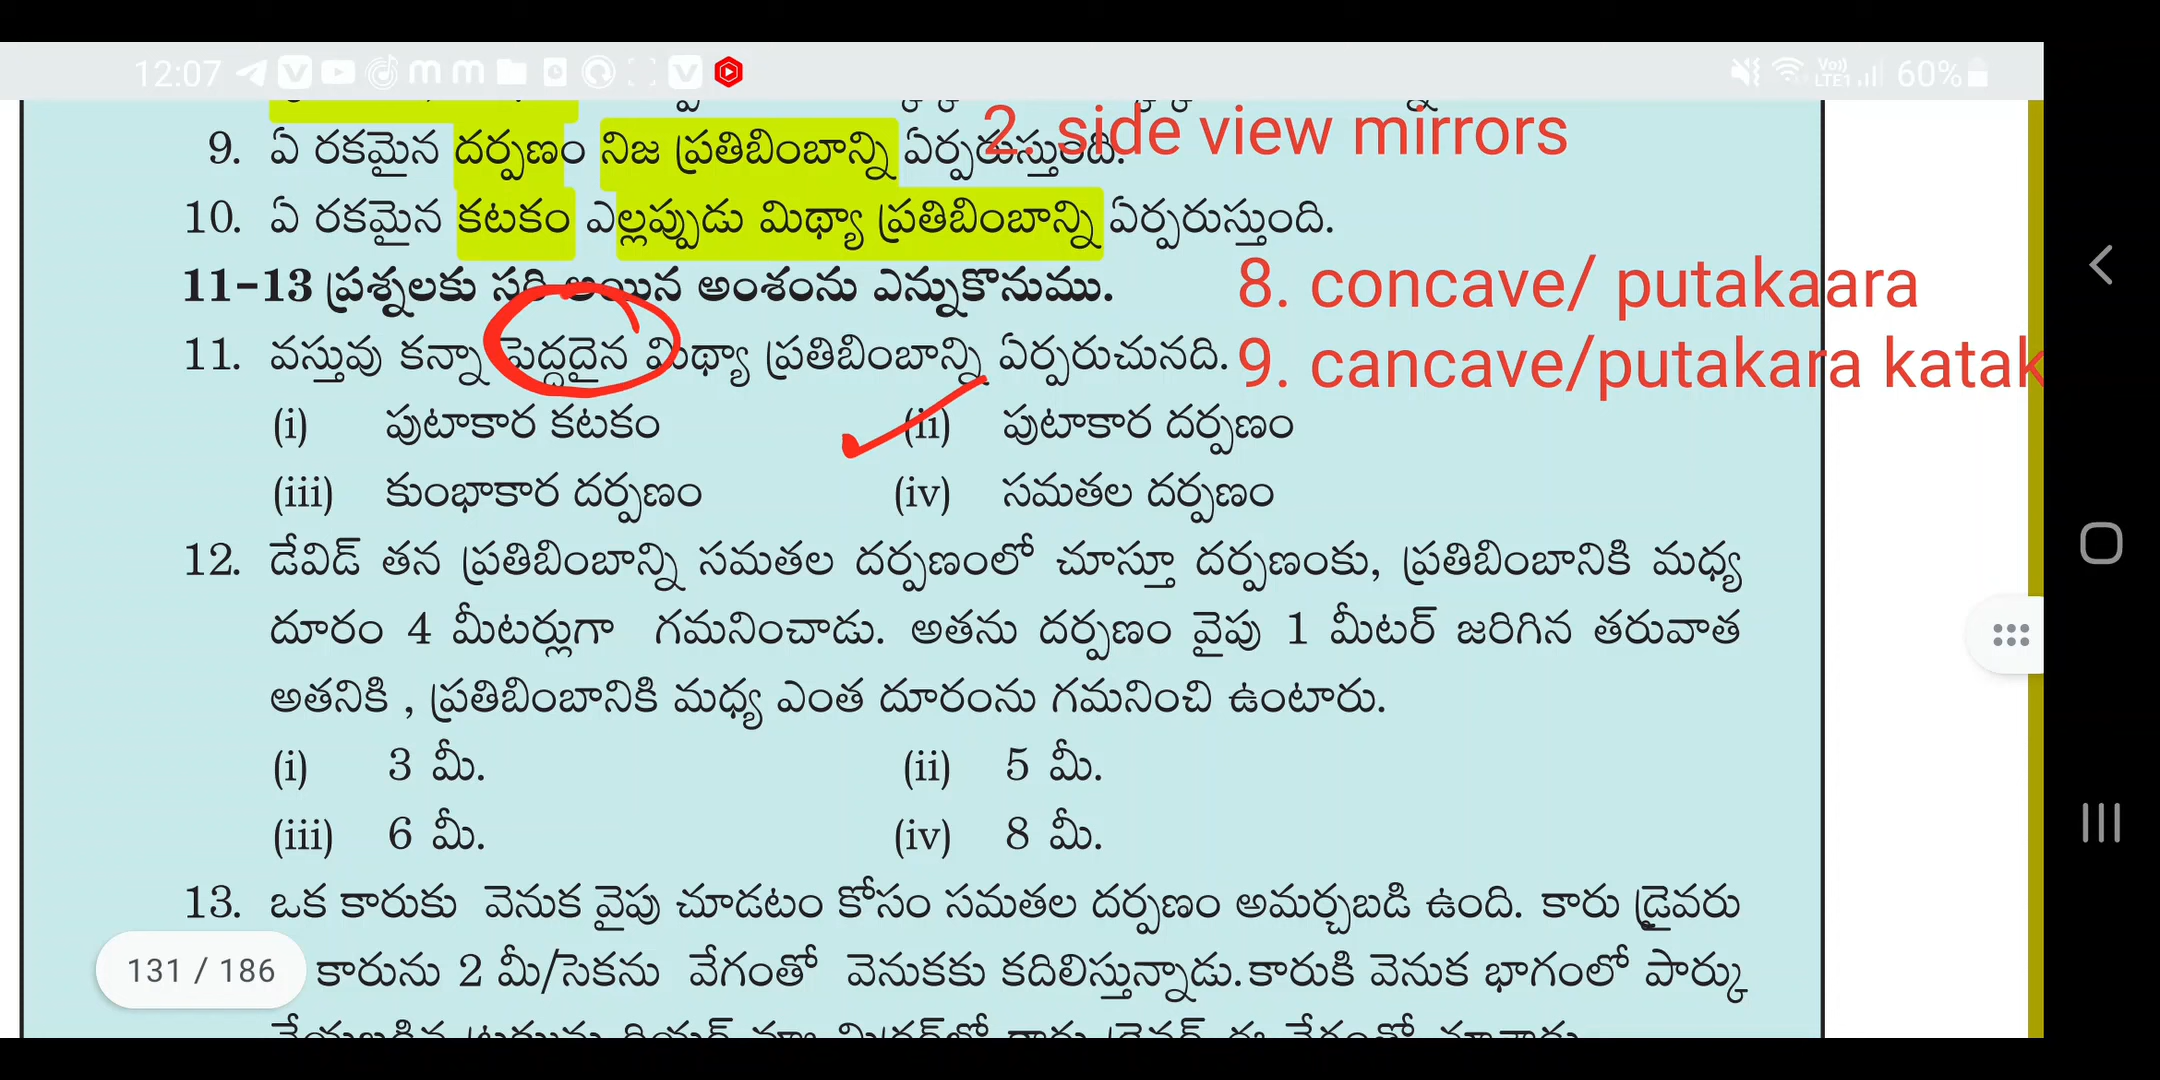 12:07 60%
2. side view mirrors
9. ఏ రకమైన దర్పణం నిజ ప్రతిబింబాన్ని ఏర్పరుస్తుంది.
10. ఏ రకమైన కటకం ఎల్లప్పుడు మిథ్యా ప్రతిబింబాన్ని ఏర్పరుస్తుంది.
11-13 ప్రశ్నలకు సరి అయిన అంశంను ఎన్నుకొనుము.
8. concave/ putakaara
11. వస్తువు కన్నా పెద్దదైన మిథ్యా ప్రతిబింబాన్ని ఏర్పరుచునది.
9. cancave/putakara katak
(i) పుటాకార కటకం (ii) పుటాకార దర్పణం
(iii) కుంభాకార దర్పణం (iv) సమతల దర్పణం
12. డేవిడ్ తన ప్రతిబింబాన్ని సమతల దర్పణంలో చూస్తూ దర్పణంకు, ప్రతిబింబానికి మధ్య
దూరం 4 మీటర్లుగా గమనించాడు. అతను దర్పణం వైపు 1 మీటర్ జరిగిన తరువాత
అతనికి , ప్రతిబింబానికి మధ్య ఎంత దూరంను గమనించి ఉంటారు.
(i) 3 మీ. (ii) 5 మీ.
(iii) 6 మీ. (iv) 8 మీ.
13. ఒక కారుకు వెనుక వైపు చూడటం కోసం సమతల దర్పణం అమర్చబడి ఉంది. కారు డ్రైవరు
కారును 2 మీ/సెకను వేగంతో వెనుకకు కదిలిస్తున్నాడు.కారుకి వెనుక భాగంలో పార్కు
131 / 186